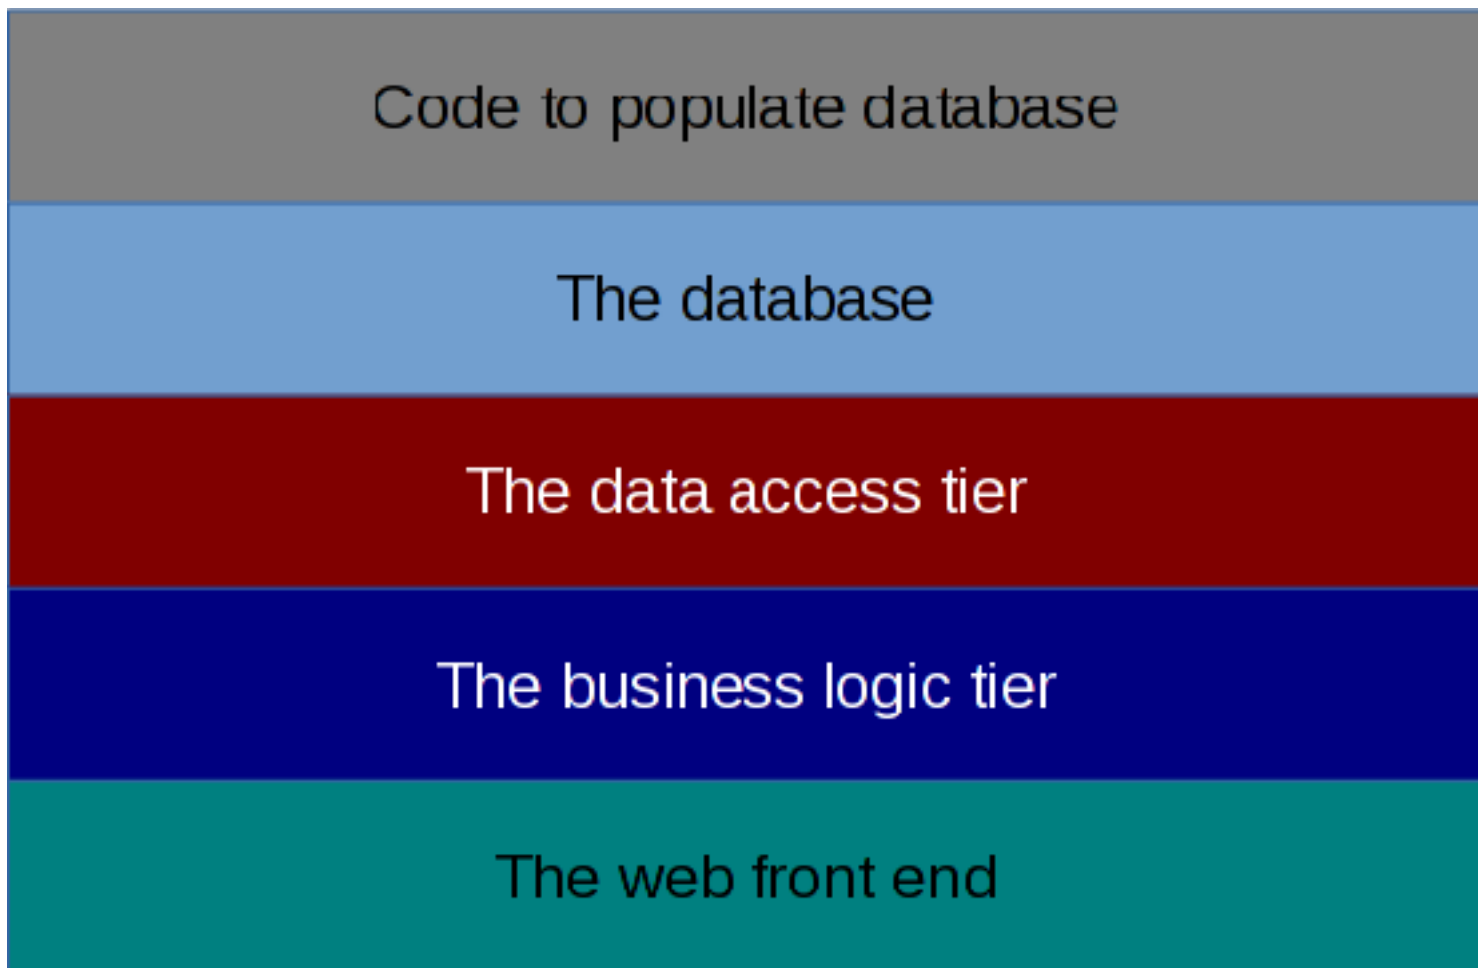 Code to populate database
The database
The data access tier
The business logic tier
The web front end